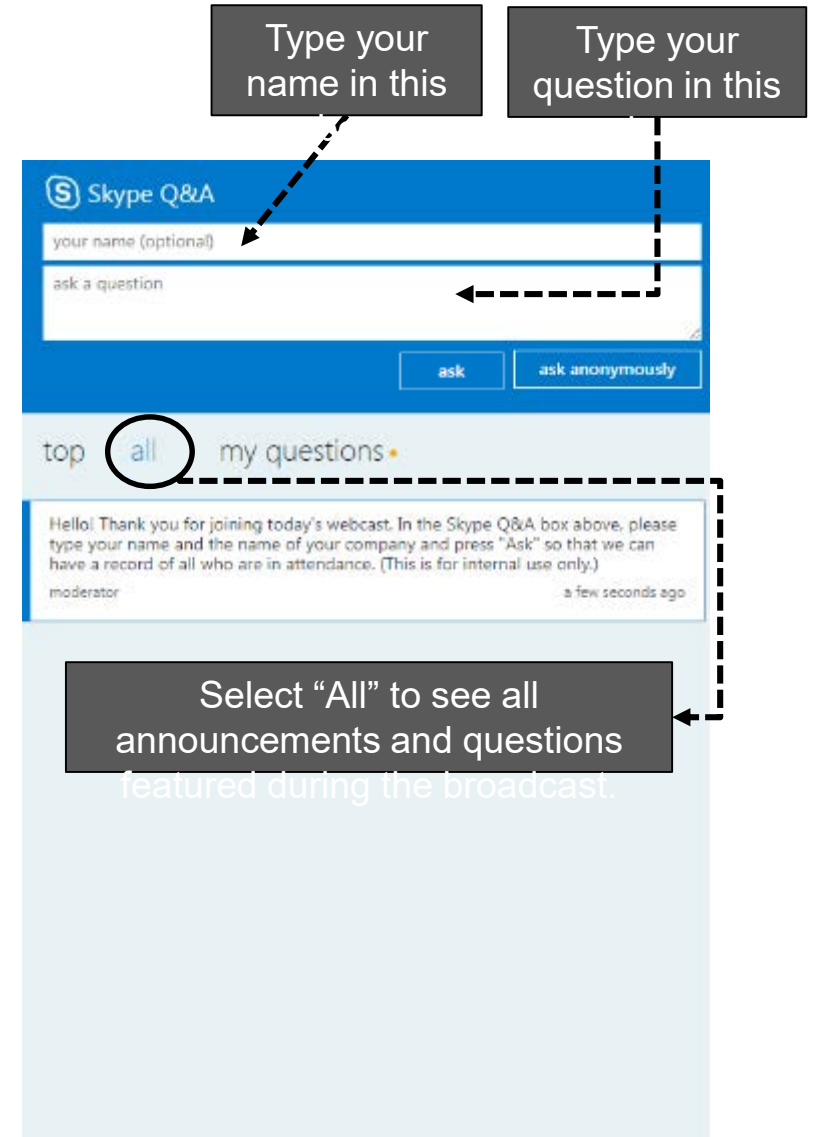 Type your
name in this
Type your
question in this
Skype Q&A
your name (optional)
ask a question
ask
ask anonymously
top all my questions
Hello! Thank you for joining today's webcast. In the Skype Q&A box above, please
type your name and the name of your company and press "Ask" so that we can
have a record of all who are in attendance. (This is for internal use only.)
moderator a few seconds ago
Select “All” to see all
announcements and questions
featured during the broadcast.